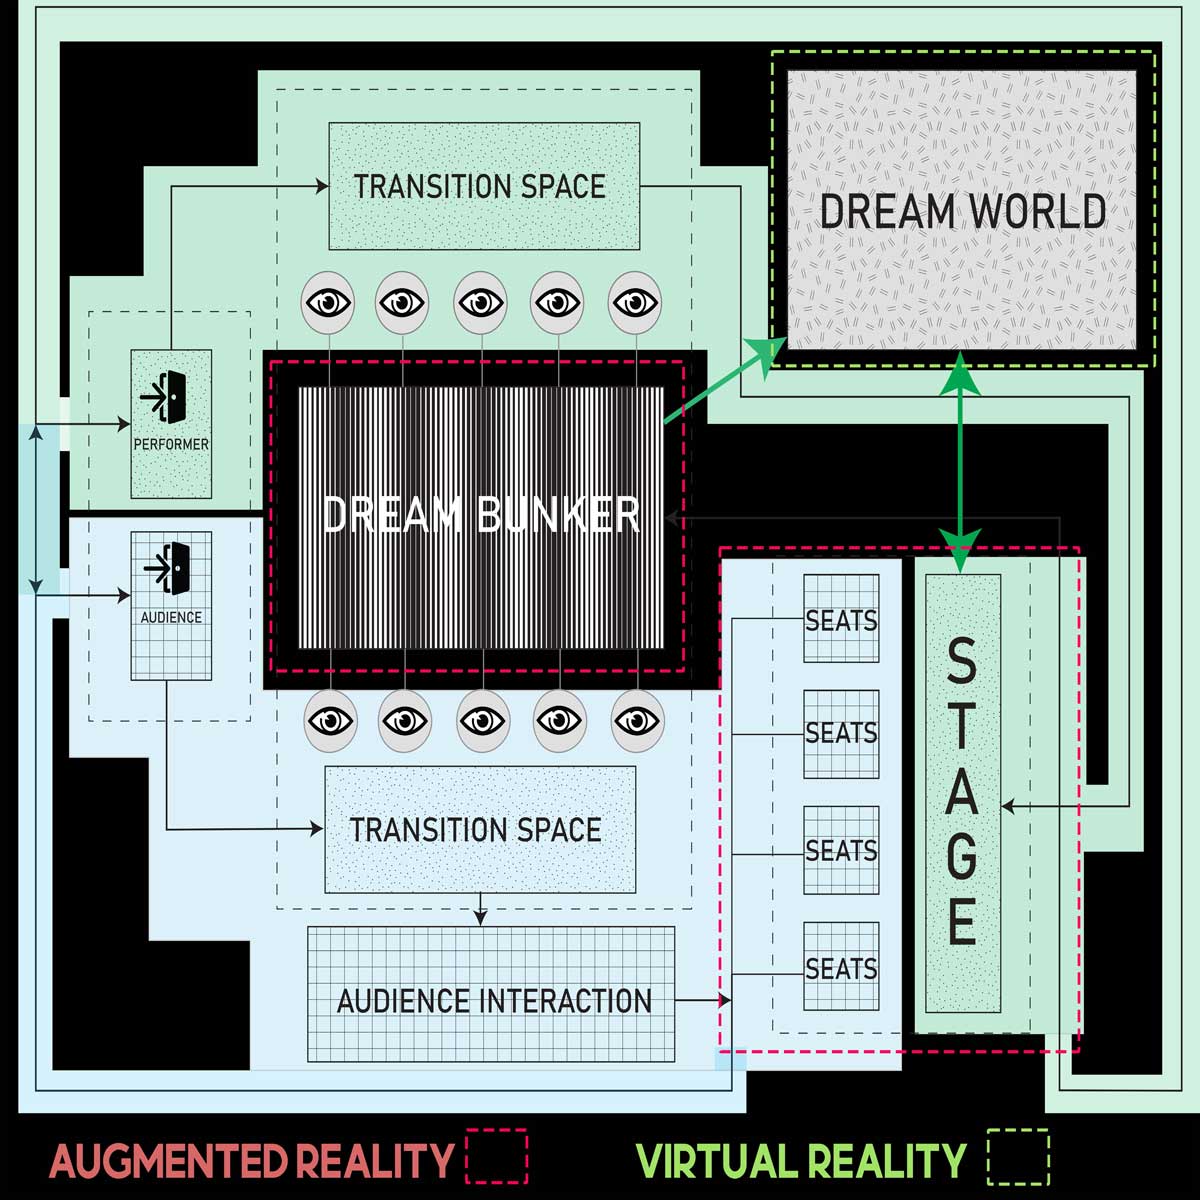 TRANSITION SPACE
DREAM WORLD
PERFORMER
DREAM BUNKER
AUDIENCE
SEATS
SEATS
SEATS
SEATS
STAGE
TRANSITION SPACE
AUDIENCE INTERACTION
AUGMENTED REALITY
VIRTUAL REALITY